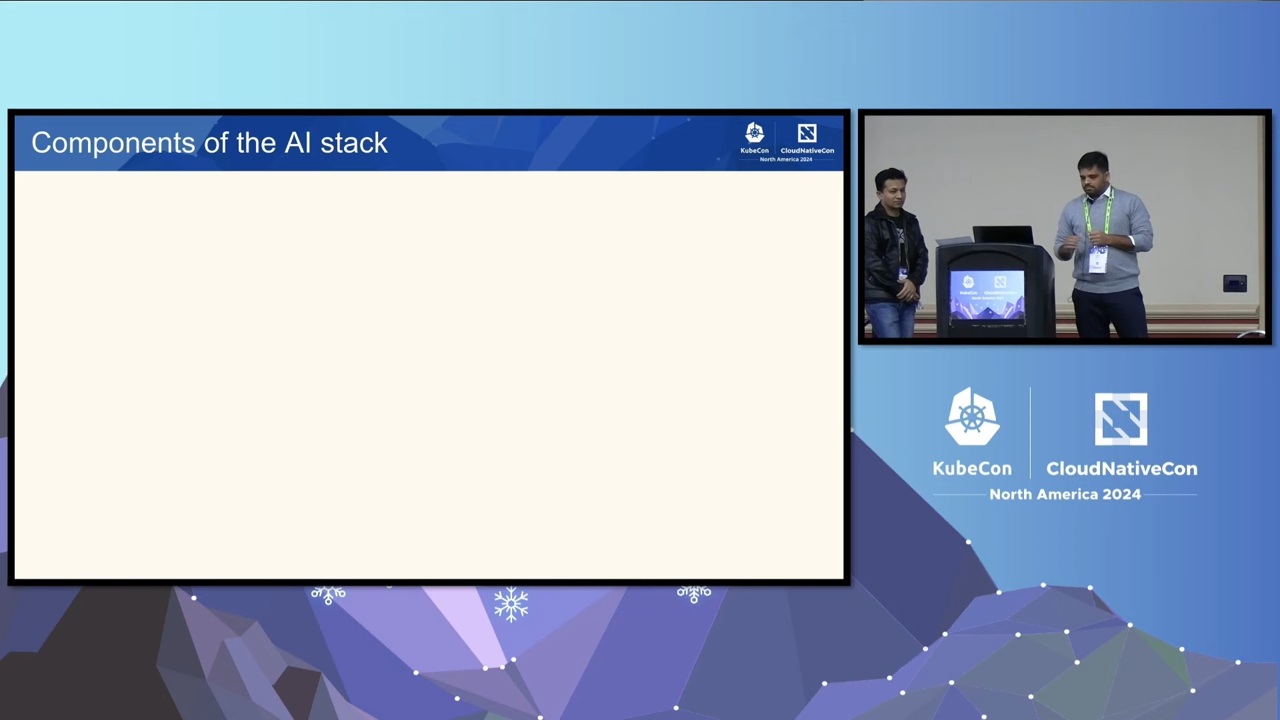 Components of the AI stack
KubeCon
CloudNativeCon
North America 2024
KubeCon
CloudNativeCon
North America 2024